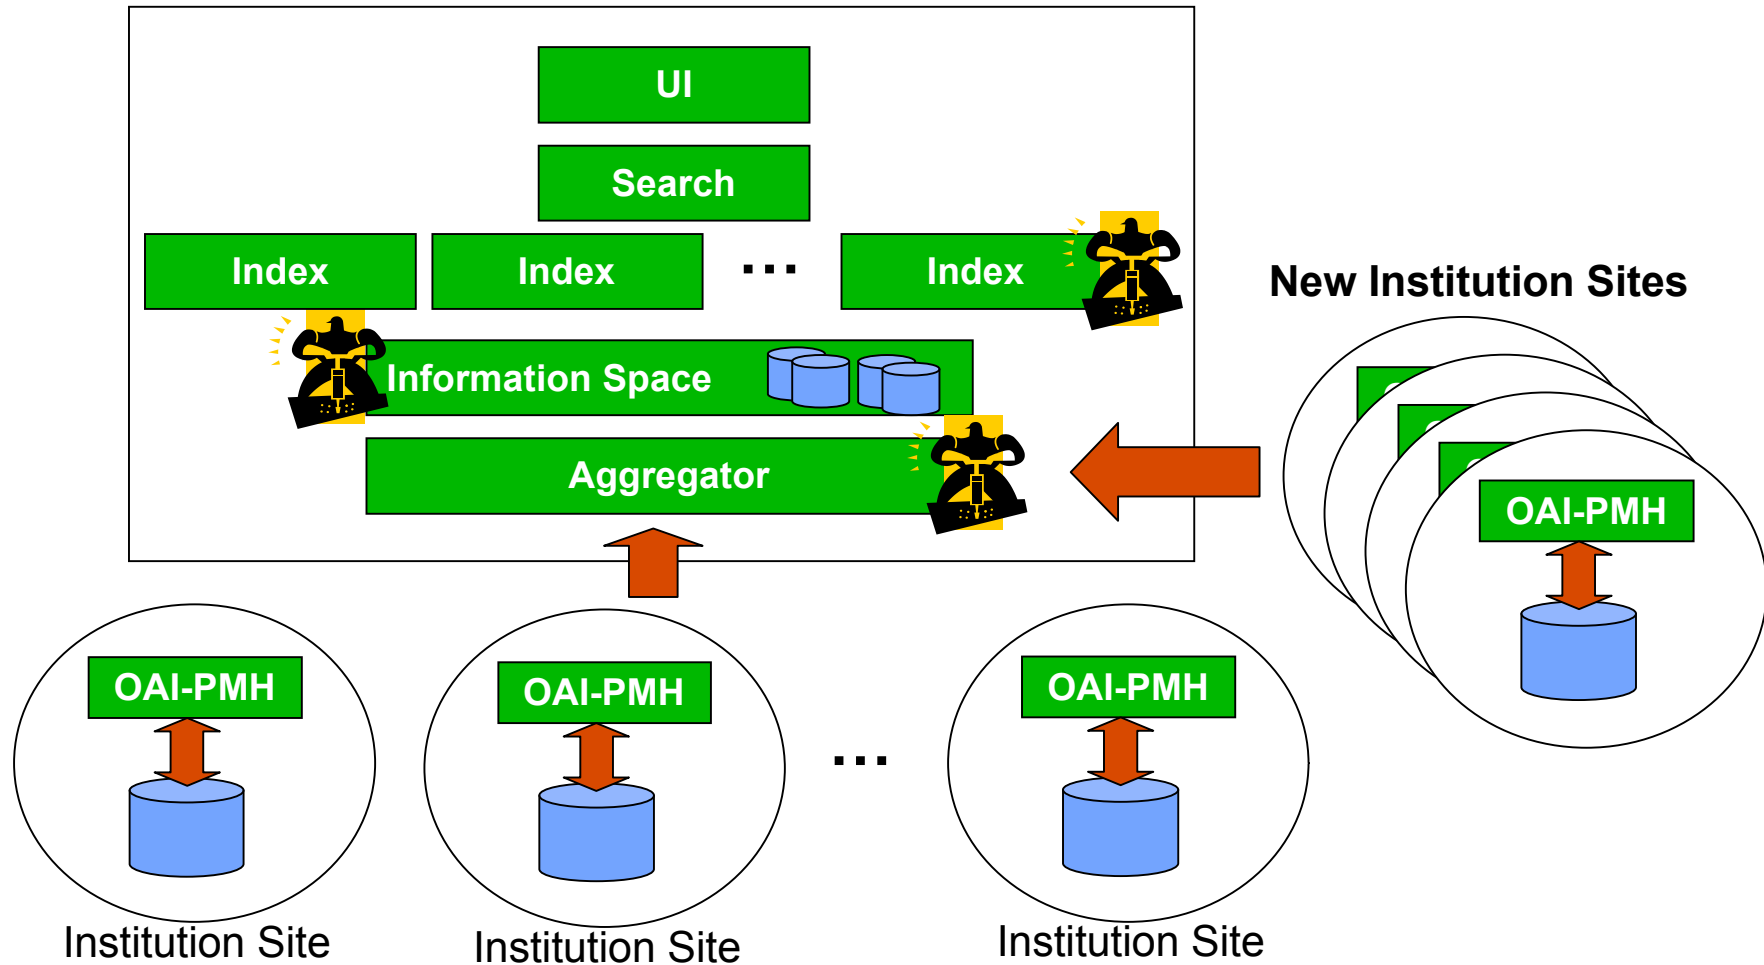 UI
Search
Index
Index
...
Index
New Institution Sites
Information Space
Aggregator
OAI-PMH
OAI-PMH
OAI-PMH
...
OAI-PMH
Institution Site
Institution Site
Institution Site